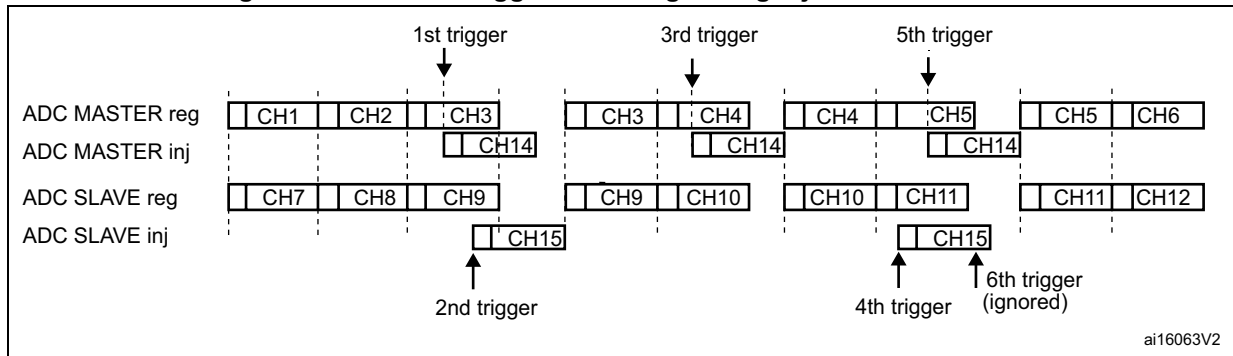 1st trigger 3rd trigger 5th trigger
ADC MASTER reg CH1 CH2 CH3 CH3 CH4 CH4 CH5 CH5 CH6
ADC MASTER inj CH14 CH14 CH14
ADC SLAVE reg CH7 CH8 CH9 CH9 CH10 CH10 CH11 CH11 CH12
ADC SLAVE inj CH15 CH15
2nd trigger 4th trigger 6th trigger
(ignored)
ai16063V2